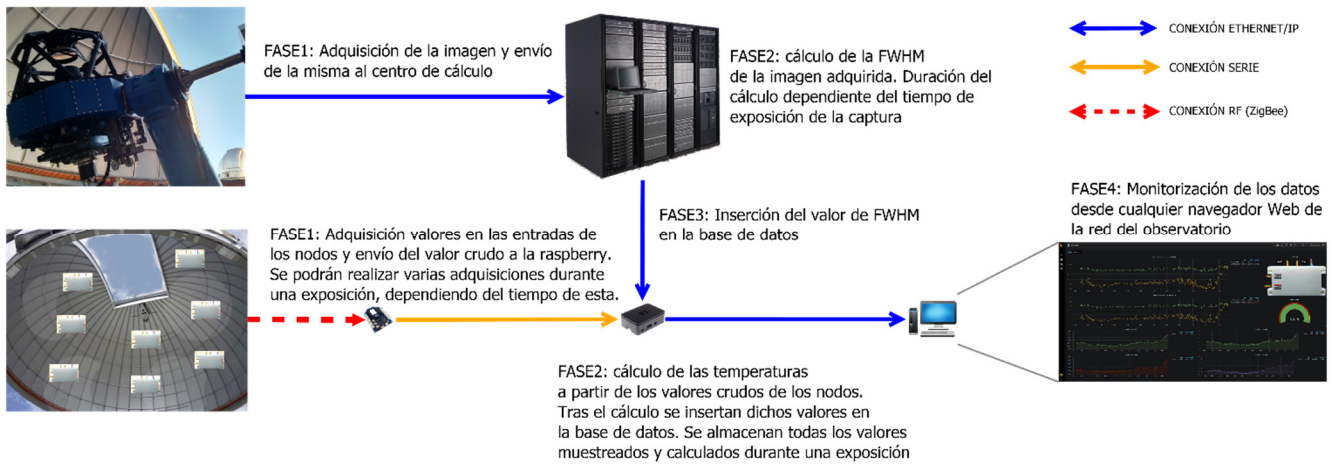 FASE1: Adquisición de la imagen y envío
de la misma al centro de cálculo
FASE2: cálculo de la FWHM
de la imagen adquirida. Duración del
cálculo dependiente del tiempo de
exposición de la captura
CONEXIÓN ETHERNET/IP
CONEXIÓN SERIE
CONEXIÓN RF (ZigBee)
FASE3: Inserción del valor de FWHM
en la base de datos
FASE4: Monitorización de los datos
desde cualquier navegador Web de
la red del observatorio
FASE1: Adquisición valores en las entradas de
los nodos y envío del valor crudo a la raspberry.
Se podrán realizar varias adquisiciones durante
una exposición, dependiendo del tiempo de esta.
FASE2: cálculo de las temperaturas
a partir de los valores crudos de los nodos.
Tras el cálculo se insertan dichos valores en
la base de datos. Se almacenan todas los valores
muestreados y calculados durante una exposición